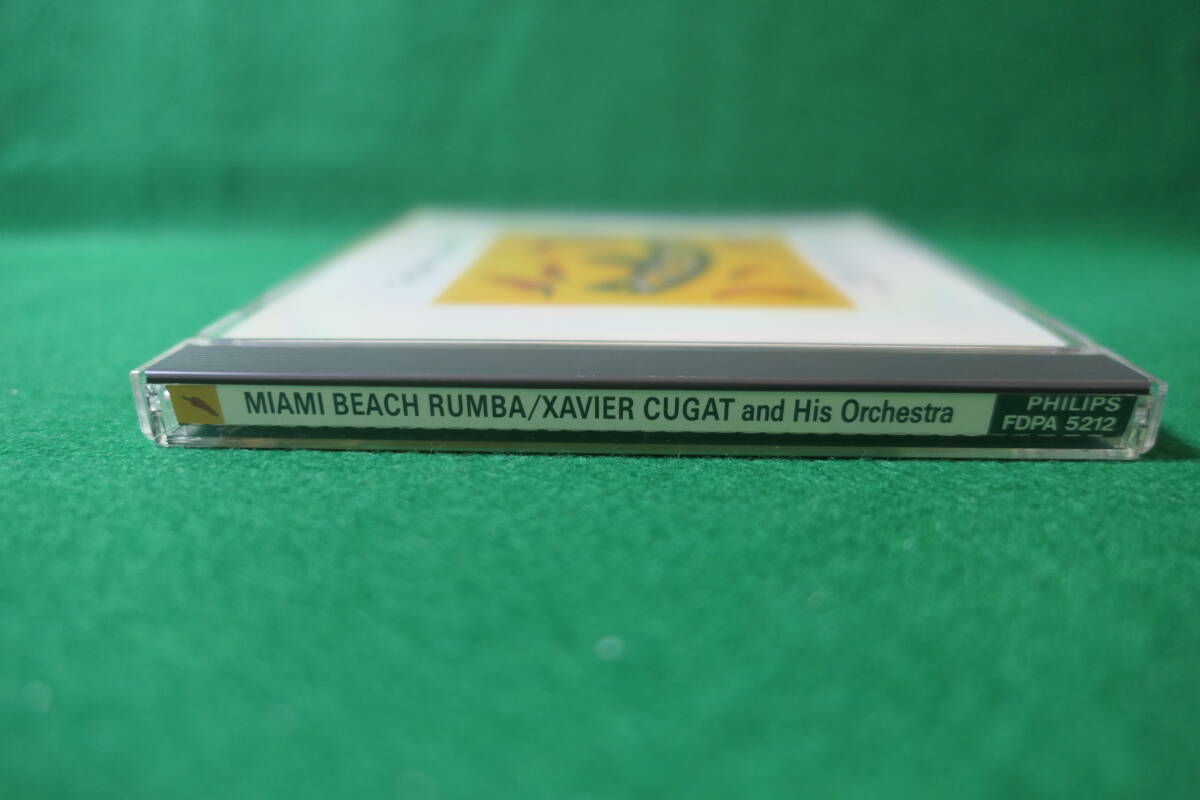 MIAMI BEACH RUMBA/XAVIER CUGAT and His Orchestra
PHILIPS
FDPA 5212